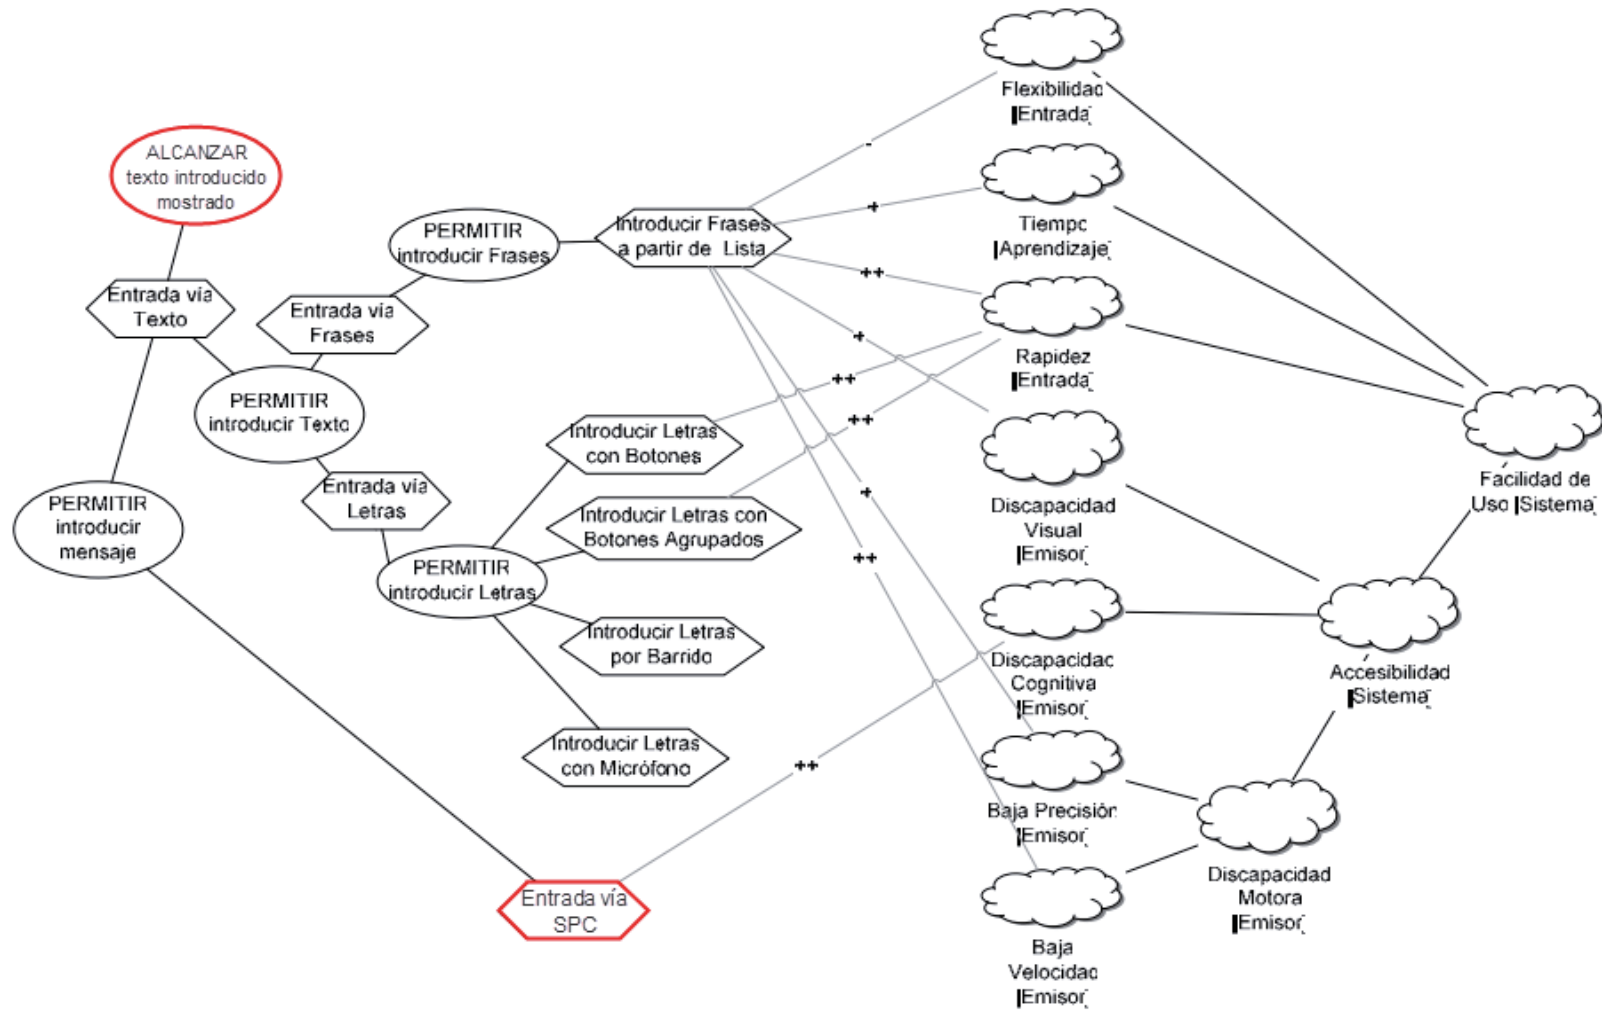 ALCANZAR
texto introducido
mostrado
Entrada vía
Texto
PERMITIR
introducir
mensaje
PERMITIR
introducir Texto
Entrada vía
Frases
PERMITIR
introducir Frases
Introducir Frases
a partir de Lista
Entrada vía
Letras
PERMITIR
introducir Letras
Introducir Letras
con Botones
Introducir Letras con
Botones Agrupados
Introducir Letras
por Barrido
Introducir Letras
con Micrófono
Entrada vía
SPC
-
+
++
+
++
++
+
++
++
Flexibilidad
[Entrada]
Tiempo
[Aprendizaje]
Rapidez
[Entrada]
Discapacidad
Visual
[Emisor]
Discapacidad
Cognitiva
[Emisor]
Baja Precisión
[Emisor]
Baja
Velocidad
[Emisor]
Discapacidad
Motora
[Emisor]
Accesibilidad
[Sistema]
Facilidad de
Uso [Sistema]